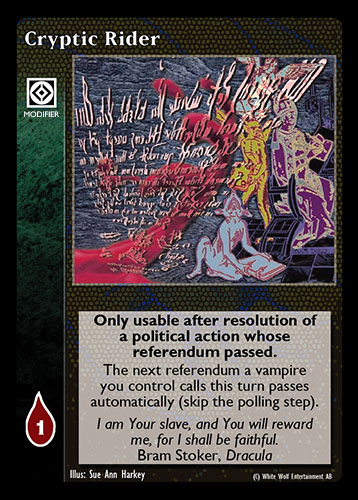 Cryptic Rider
MODIFIER
Only usable after resolution of
a political action whose
referendum passed.
The next referendum a vampire
you control calls this turn passes
automatically (skip the polling step).
I am Your slave, and You will reward
me, for I shall be faithful.
Bram Stoker, Dracula
1
Illus: Sue Ann Harkey
(C) White Wolf Entertainment AB